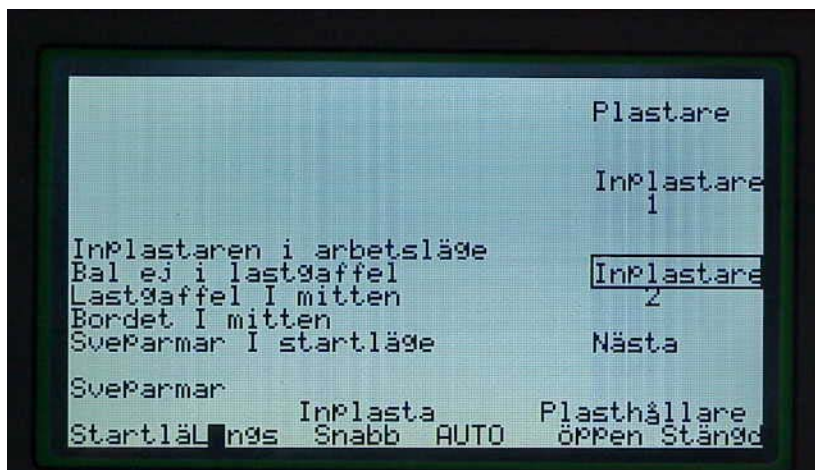 Plastare
Inplastare
1
Inplastaren i arbetsläge
Bal ej i lastgaffel
Inplastare
Lastgaffel I mitten
2
Bordet I mitten
Sveparmar I startläge
Nästa
Sveparmar
Inplasta
Plasthållare
StartläL ngs Snabb AUTO öppen Stängd